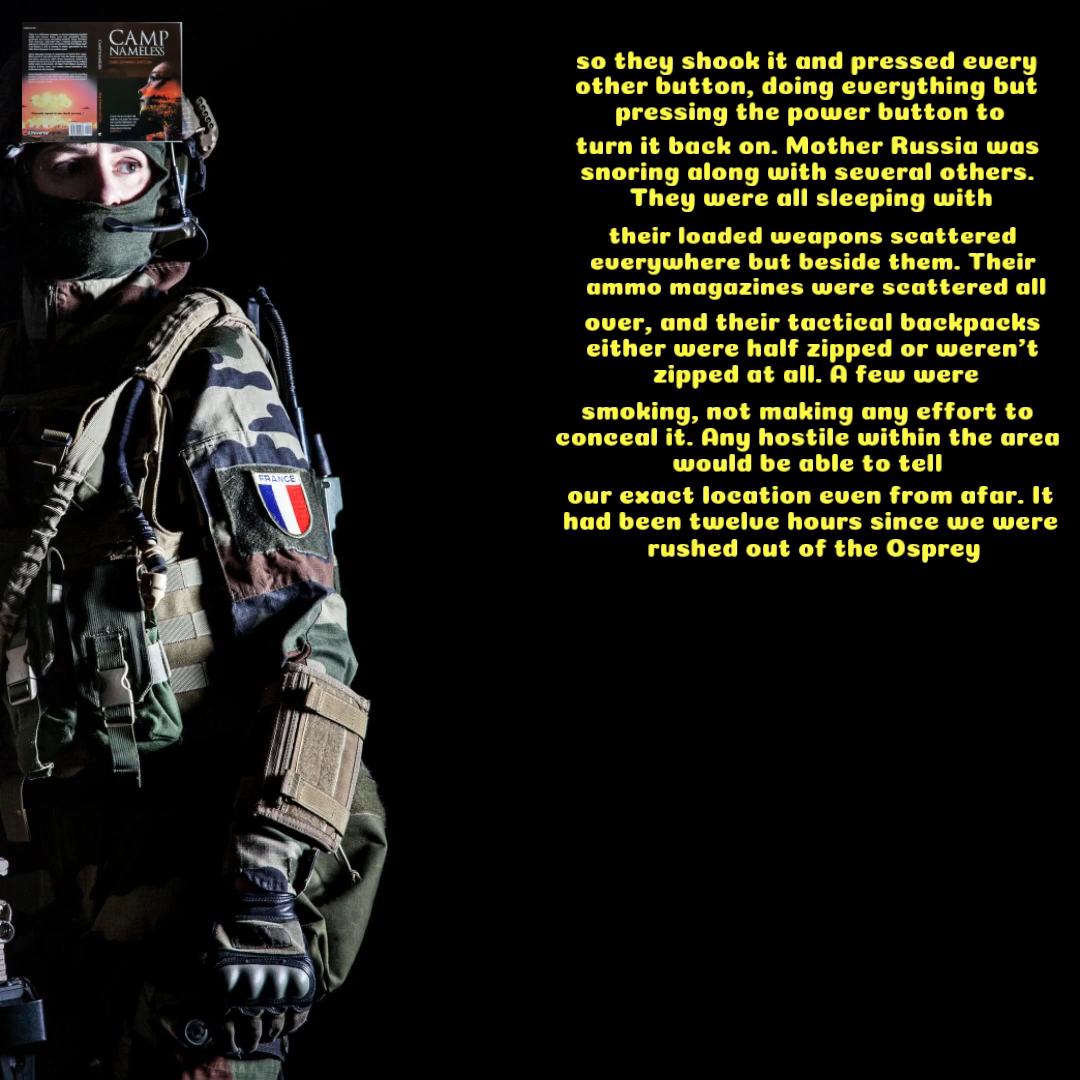 CAMP
NAMELESS
so they shook it and pressed every
other button, doing everything but
pressing the power button to
turn it back on. Mother Russia was
snoring along with several others.
They were all sleeping with
their loaded weapons scattered
everywhere but beside them. Their
ammo magazines were scattered all
over, and their tactical backpacks
either were half zipped or weren’t
zipped at all. A few were
smoking, not making any effort to
conceal it. Any hostile within the area
would be able to tell
our exact location even from afar. It
had been twelve hours since we were
rushed out of the Osprey
FRANCE